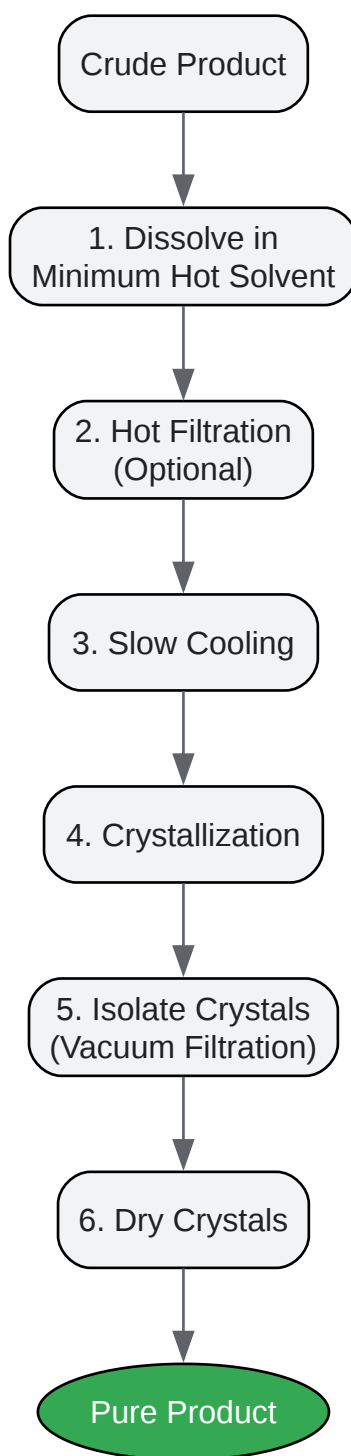 Crude Product
1. Dissolve in
Minimum Hot Solvent
2. Hot Filtration
(Optional)
3. Slow Cooling
4. Crystallization
5. Isolate Crystals
(Vacuum Filtration)
6. Dry Crystals
Pure Product